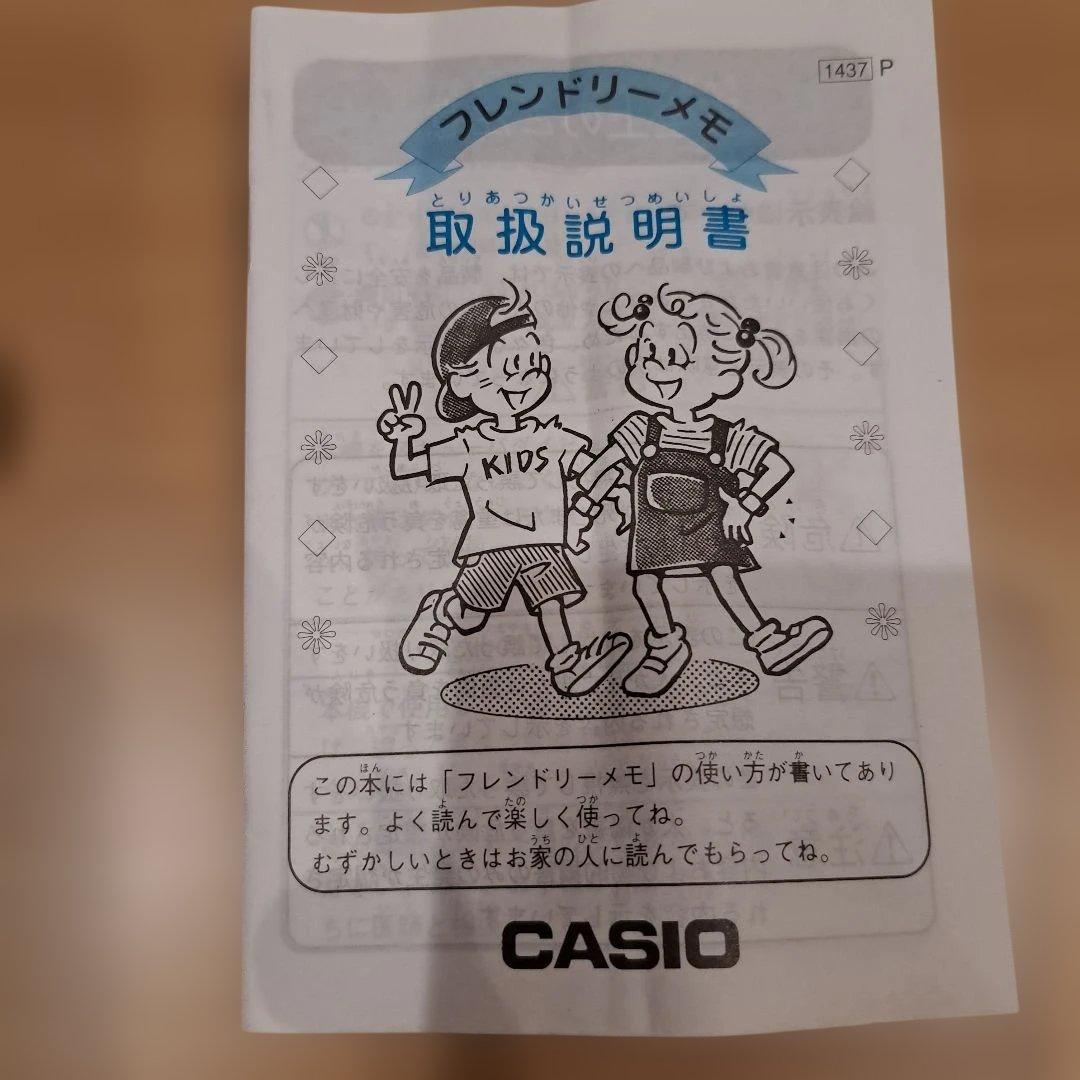 1437 P
フレンドリーメモ
とりあつかいせつめいしょ
取扱説明書
KIDS
この本には「フレンドリーメモ」の使い方が書いてあり
ます。よく読んで楽しく使ってね。
むずかしいときはお家の人に読んでもらってね。
CASIO